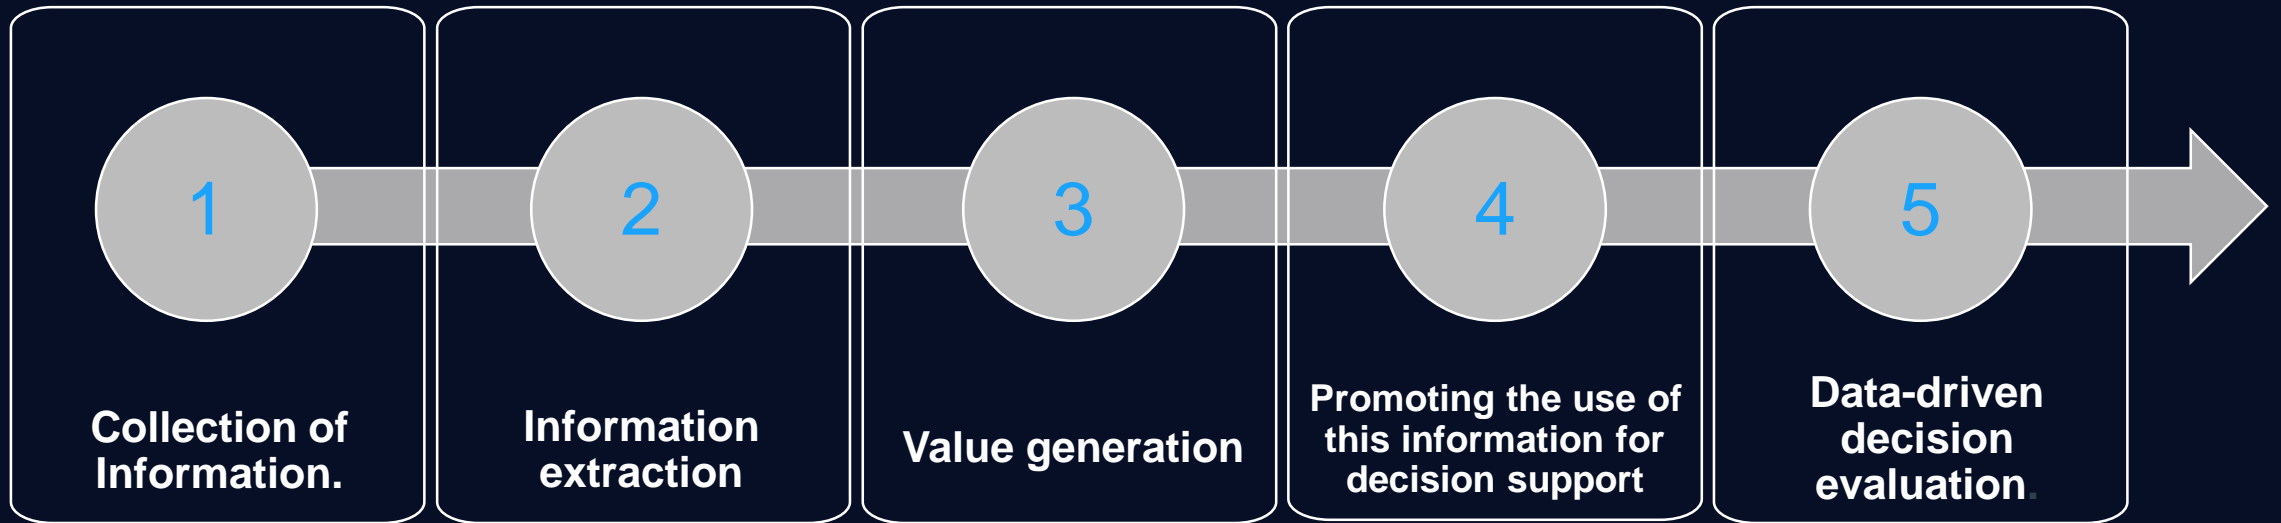 1
2
3
4
5
Collection of
Information.
Information
extraction
Value generation
Promoting the use of
this information for
decision support
Data-driven
decision
evaluation.